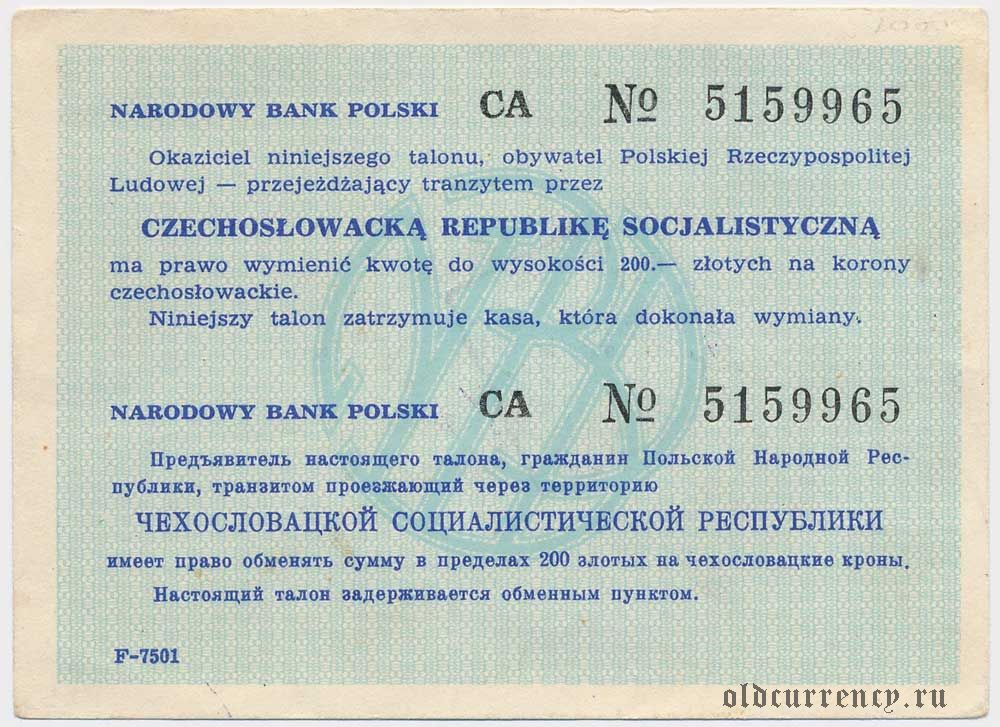 NARODOWY BANK POLSKI CA № 5159965
Okaziciel niniejszego talonu, obywatel Polskiej Rzeczypospolitej
Ludowej — przejeżdżający tranzytem przez
CZECHOSŁOWACKĄ REPUBLIKĘ SOCJALISTYCZNĄ
ma prawo wymienić kwotę do wysokości 200.— złotych na korony
czechosłowackie.
Niniejszy talon zatrzymuje kasa, która dokonała wymiany.
NARODOWY BANK POLSKI CA № 5159965
Предъявитель настоящего талона, гражданин Польской Народной Рес-
публики, транзитом проезжающий через территорию
ЧЕХОСЛОВАЦКОЙ СОЦИАЛИСТИЧЕСКОЙ РЕСПУБЛИКИ
имеет право обменять сумму в пределах 200 злотых на чехословацкие кроны.
Настоящий талон задерживается обменным пунктом.
F-7501
oldcurrency.ru